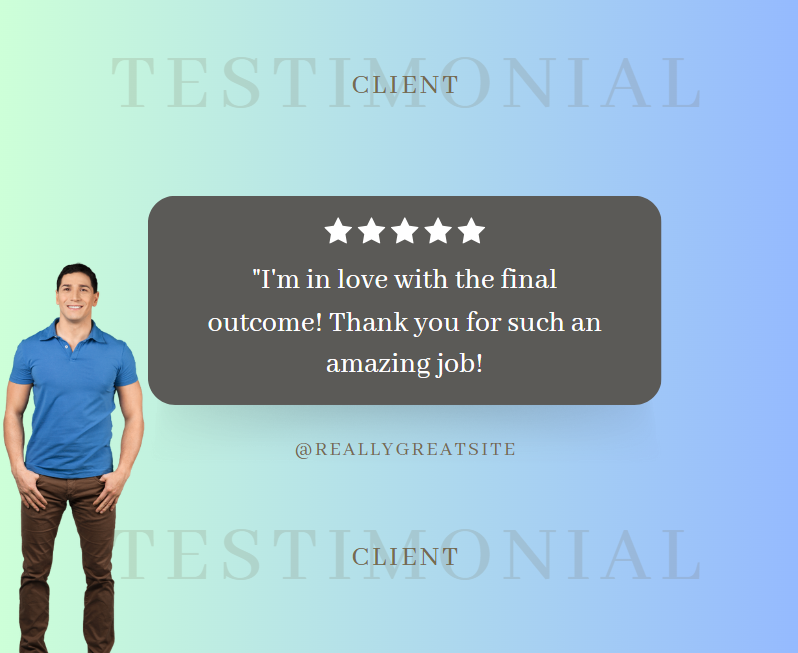 TESTIMONIAL
CLIENT
"I'm in love with the final
outcome! Thank you for such an
amazing job!
@REALLYGREATSITE
TESTIMONIAL
CLIENT